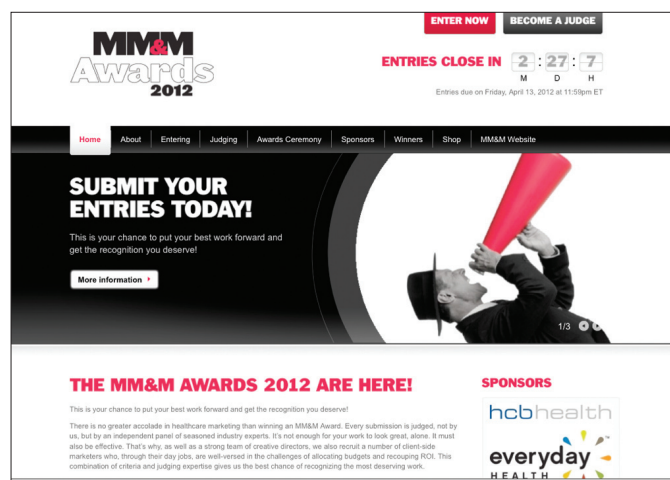 ENTER NOW
BECOME A JUDGE
MM&M
Awards
2012
ENTRIES CLOSE IN 2 : 27 : 7
M D H
Entries due on Friday, April 13, 2012 at 11:59pm ET
Home About Entering Judging Awards Ceremony Sponsors Winners Shop MM&M Website
SUBMIT YOUR
ENTRIES TODAY!
This is your chance to put your best work forward and
get the recognition you deserve!
More information
1/3
THE MM&M AWARDS 2012 ARE HERE!
This is your chance to put your best work forward and get the recognition you deserve!
There is no greater accolade in healthcare marketing than winning an MM&M Award. Every submission is judged, not by
us, but by an independent panel of seasoned industry experts. It's not enough for your work to look great, alone. It must
also be effective. That's why, as well as a strong team of creative directors, we also recruit a number of client-side
marketers who, through their day jobs, are well-versed in the challenges of allocating budgets and recouping ROI. This
combination of criteria and judging expertise gives us the best chance of recognizing the most deserving work.
SPONSORS
hcbhealth
everyday
HEALTH